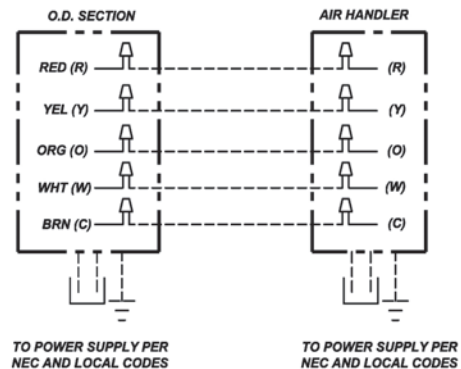 O.D. SECTION
AIR HANDLER
RED (R)
(R)
YEL (Y)
(Y)
ORG (O)
(O)
WHT (W)
(W)
BRN (C)
(C)
TO POWER SUPPLY PER
NEC AND LOCAL CODES
TO POWER SUPPLY PER
NEC AND LOCAL CODES